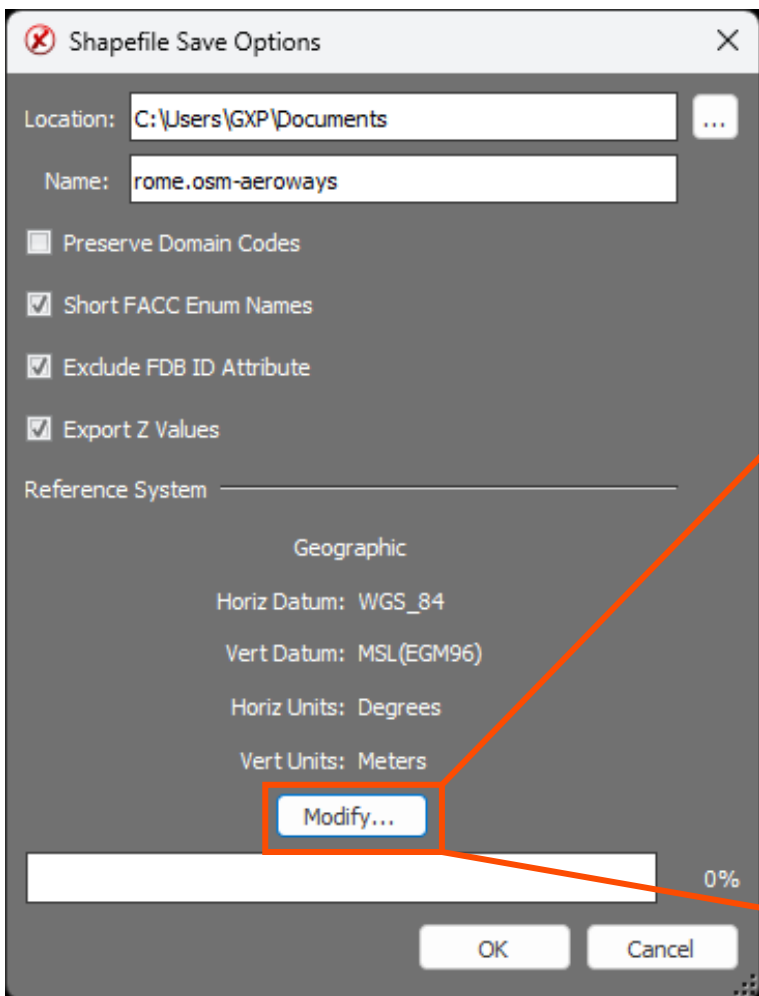 Shapefile Save Options
Location: C:\Users\GXP\Documents ...
Name: rome.osm-aeroways
Preserve Domain Codes
Short FACC Enum Names
Exclude FDB ID Attribute
Export Z Values
Reference System
Geographic
Horiz Datum: WGS_84
Vert Datum: MSL(EGM96)
Horiz Units: Degrees
Vert Units: Meters
Modify...
0%
OK Cancel